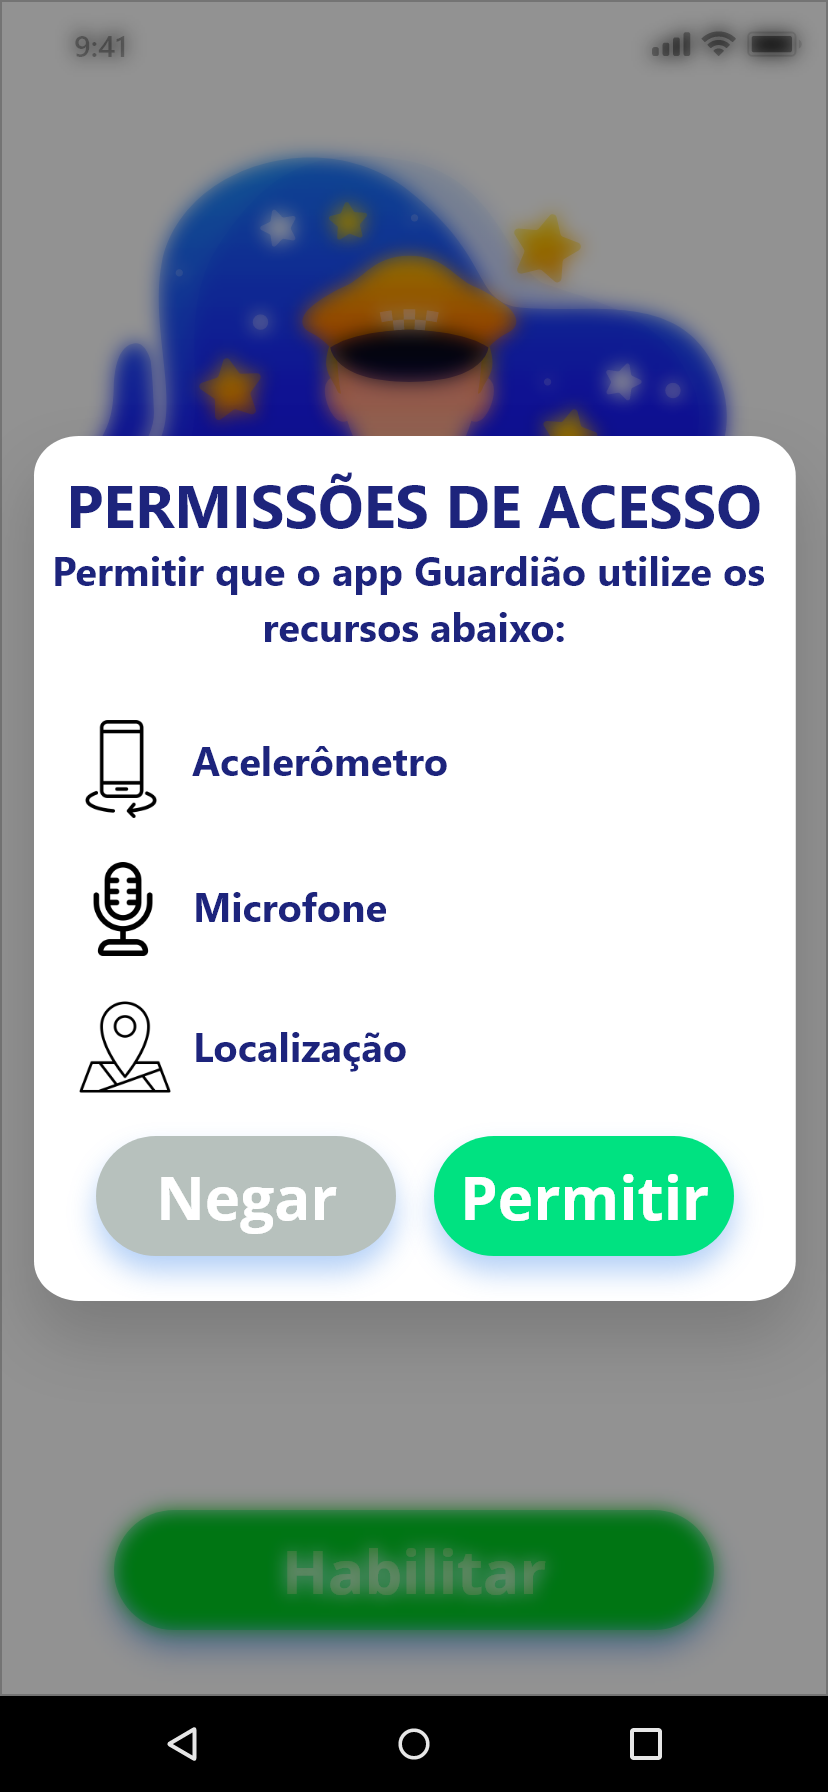 9:41
PERMISSÕES DE ACESSO
Permitir que o app Guardião utilize os
recursos abaixo:
Acelerômetro
Microfone
Localização
Negar
Permitir
Habilitar